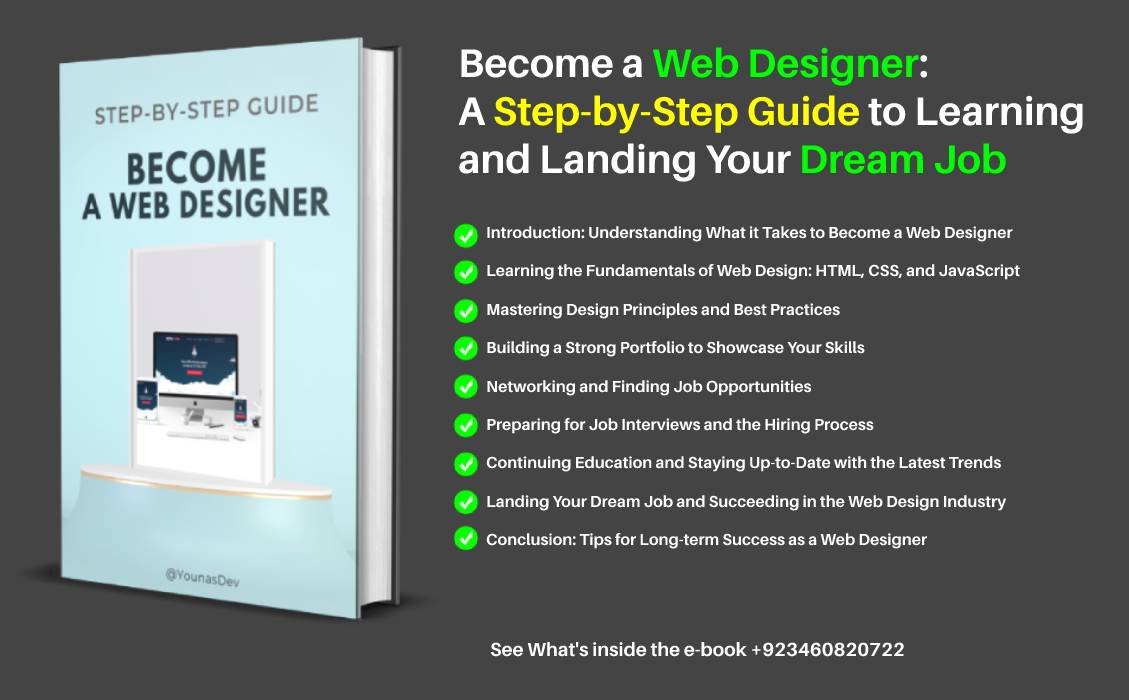 STEP-BY-STEP GUIDE
BECOME
A WEB DESIGNER
@YounasDev
Become a Web Designer:
A Step-by-Step Guide to Learning
and Landing Your Dream Job
Introduction: Understanding What it Takes to Become a Web Designer
Learning the Fundamentals of Web Design: HTML, CSS, and JavaScript
Mastering Design Principles and Best Practices
Building a Strong Portfolio to Showcase Your Skills
Networking and Finding Job Opportunities
Preparing for Job Interviews and the Hiring Process
Continuing Education and Staying Up-to-Date with the Latest Trends
Landing Your Dream Job and Succeeding in the Web Design Industry
Conclusion: Tips for Long-term Success as a Web Designer
See What's inside the e-book +923460820722